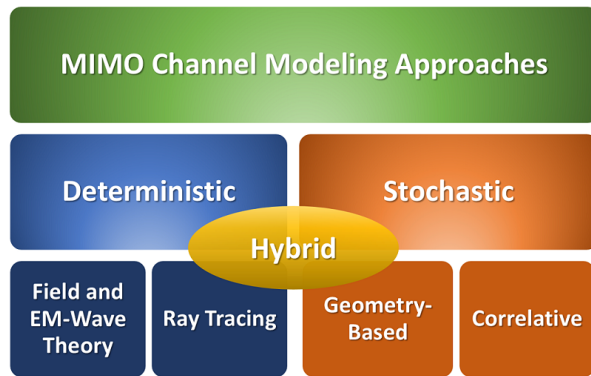 MIMO Channel Modeling Approaches
Deterministic
Stochastic
Hybrid
Field and
EM-Wave
Theory
Ray Tracing
Geometry-
Based
Correlative